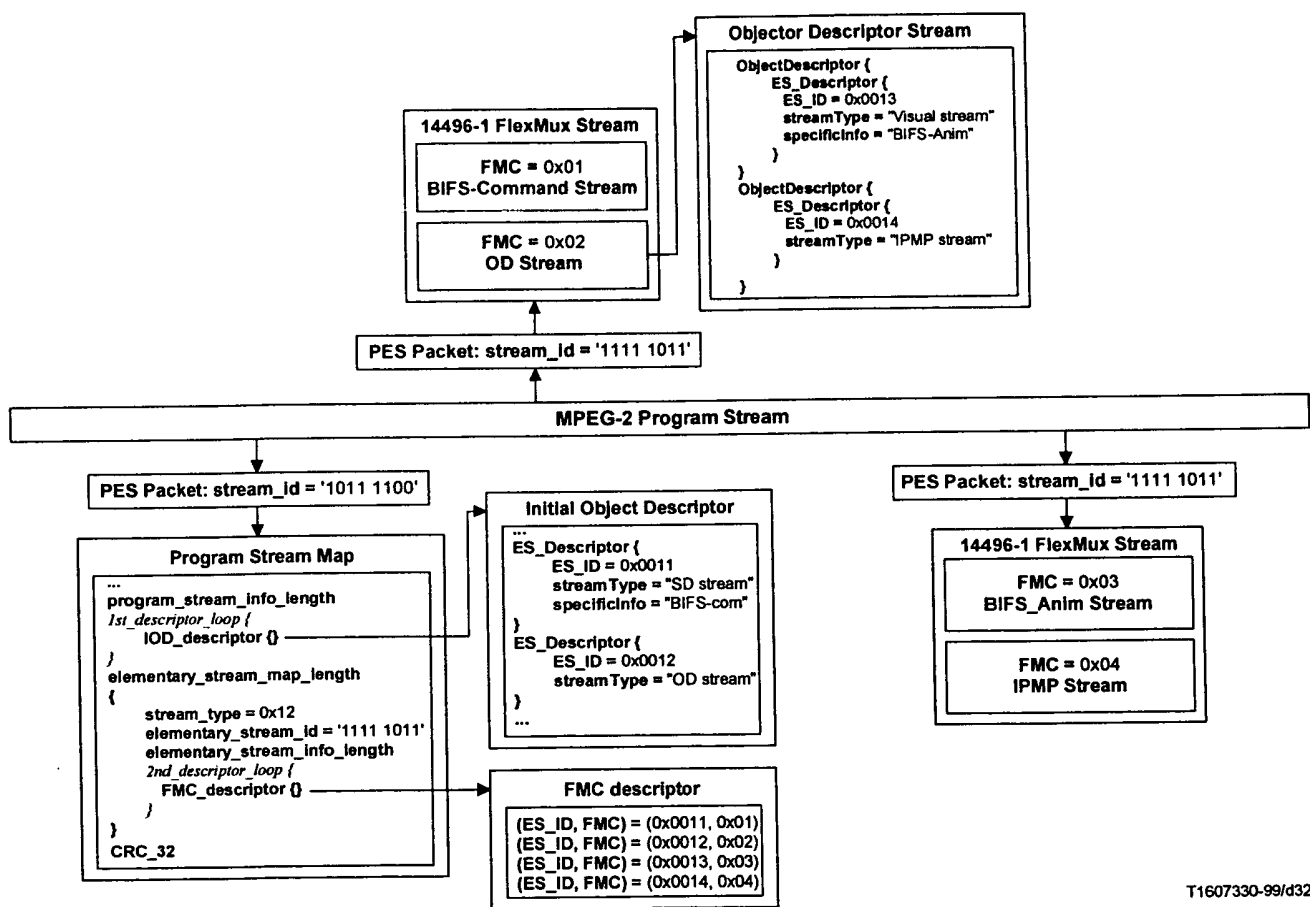 Objector Descriptor Stream
ObjectDescriptor {
ES_Descriptor {
ES_ID = 0x0013
streamType = "Visual stream"
specificInfo = "BIFS-Anim"
}
}
ObjectDescriptor {
ES_Descriptor {
ES_ID = 0x0014
streamType = "IPMP stream"
}
}
14496-1 FlexMux Stream
FMC = 0x01
BIFS-Command Stream
FMC = 0x02
OD Stream
PES Packet: stream_id = '1111 1011'
MPEG-2 Program Stream
PES Packet: stream_id = '1011 1100'
Program Stream Map
...
program_stream_info_length
1st_descriptor_loop {
IOD_descriptor {}
}
elementary_stream_map_length
{
stream_type = 0x12
elementary_stream_id = '1111 1011'
elementary_stream_info_length
2nd_descriptor_loop {
FMC_descriptor {}
}
}
CRC_32
Initial Object Descriptor
...
ES_Descriptor {
ES_ID = 0x0011
streamType = "SD stream"
specificInfo = "BIFS-com"
}
ES_Descriptor {
ES_ID = 0x0012
streamType = "OD stream"
}
...
FMC descriptor
(ES_ID, FMC) = (0x0011, 0x01)
(ES_ID, FMC) = (0x0012, 0x02)
(ES_ID, FMC) = (0x0013, 0x03)
(ES_ID, FMC) = (0x0014, 0x04)
PES Packet: stream_id = '1111 1011'
14496-1 FlexMux Stream
FMC = 0x03
BIFS_Anim Stream
FMC = 0x04
IPMP Stream
T1607330-99/d32